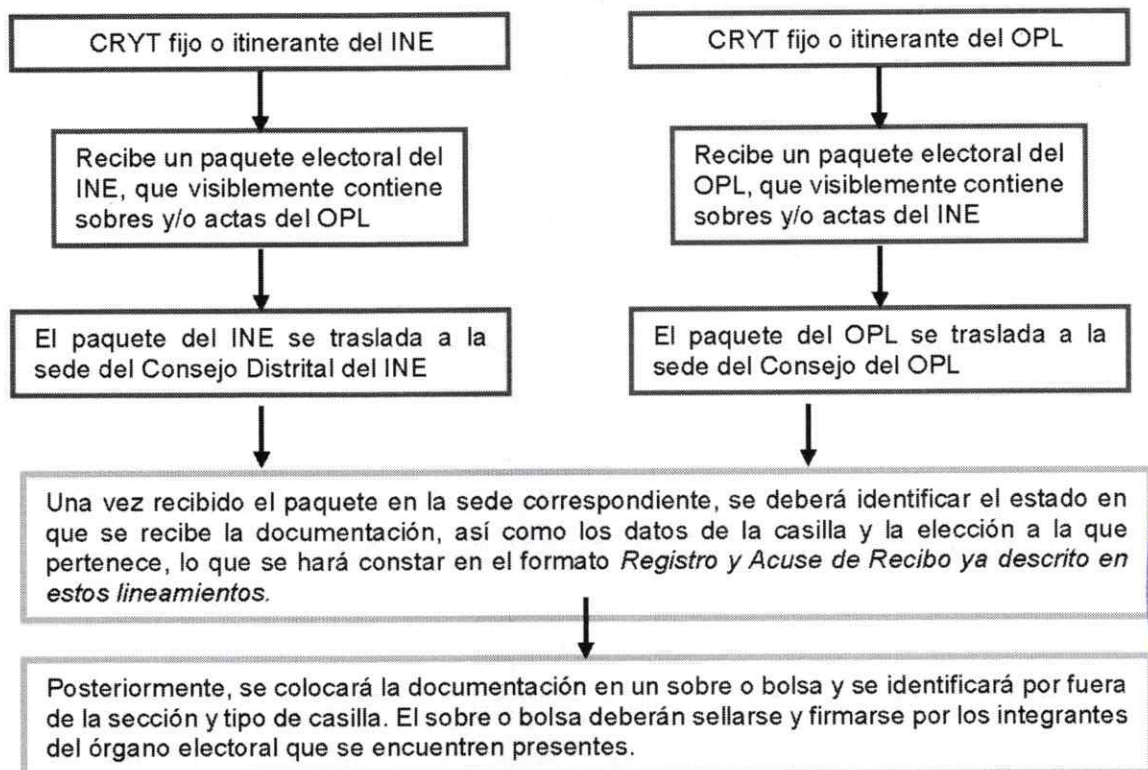 CRYT fijo o itinerante del INE
CRYT fijo o itinerante del OPL
Recibe un paquete electoral del
INE, que visiblemente contiene
sobres y/o actas del OPL
Recibe un paquete electoral del
OPL, que visiblemente contiene
sobres y/o actas del INE
El paquete del INE se traslada a la
sede del Consejo Distrital del INE
El paquete del OPL se traslada a la
sede del Consejo del OPL
Una vez recibido el paquete en la sede correspondiente, se deberá identificar el estado en
que se recibe la documentación, así como los datos de la casilla y la elección a la que
pertenece, lo que se hará constar en el formato Registro y Acuse de Recibo ya descrito en
estos lineamientos.
Posteriormente, se colocará la documentación en un sobre o bolsa y se identificará por fuera
de la sección y tipo de casilla. El sobre o bolsa deberán sellarse y firmarse por los integrantes
del órgano electoral que se encuentren presentes.